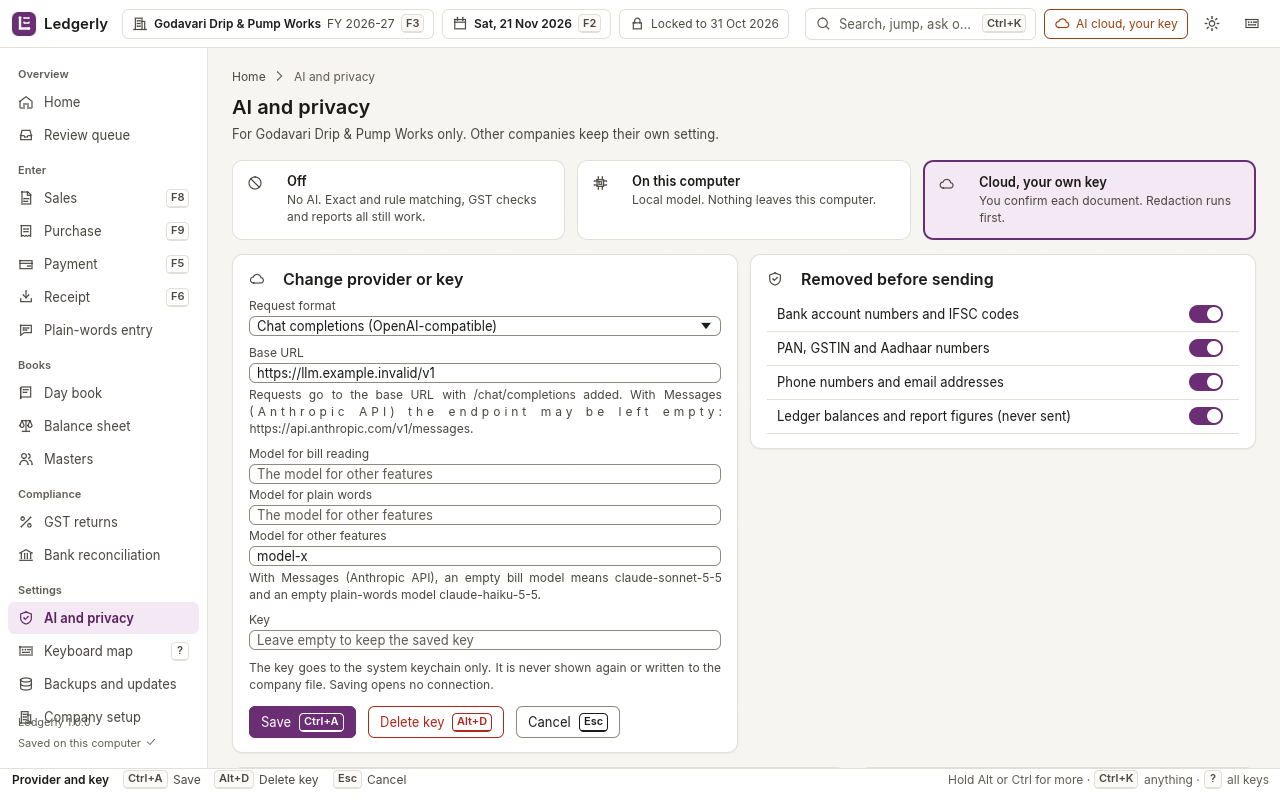 Ledgerly
Godavari Drip & Pump Works FY 2026-27 F3
Sat, 21 Nov 2026 F2
Locked to 31 Oct 2026
Search, jump, ask o... Ctrl+K
AI cloud, your key
Overview
Home
Review queue
Enter
Sales F8
Purchase F9
Payment F5
Receipt F6
Plain-words entry
Books
Day book
Balance sheet
Masters
Compliance
GST returns
Bank reconciliation
Settings
AI and privacy
Keyboard map ?
Backups and updates
Company setup
Ledgerly 1.0.0
Saved on this computer
Home AI and privacy
AI and privacy
For Godavari Drip & Pump Works only. Other companies keep their own setting.
Off
No AI. Exact and rule matching, GST checks
and reports all still work.
On this computer
Local model. Nothing leaves this computer.
Cloud, your own key
You confirm each document. Redaction runs
first.
Change provider or key
Request format
Chat completions (OpenAI-compatible)
Base URL
https://llm.example.invalid/v1
Requests go to the base URL with /chat/completions added. With Messages
(Anthropic API) the endpoint may be left empty:
https://api.anthropic.com/v1/messages.
Model for bill reading
The model for other features
Model for plain words
The model for other features
Model for other features
model-x
With Messages (Anthropic API), an empty bill model means claude-sonnet-5-5
and an empty plain-words model claude-haiku-5-5.
Key
Leave empty to keep the saved key
The key goes to the system keychain only. It is never shown again or written to the
company file. Saving opens no connection.
Save Ctrl+A
Delete key Alt+D
Cancel Esc
Removed before sending
Bank account numbers and IFSC codes
PAN, GSTIN and Aadhaar numbers
Phone numbers and email addresses
Ledger balances and report figures (never sent)
Provider and key Ctrl+A Save Alt+D Delete key Esc Cancel
Hold Alt or Ctrl for more · Ctrl+K anything · ? all keys